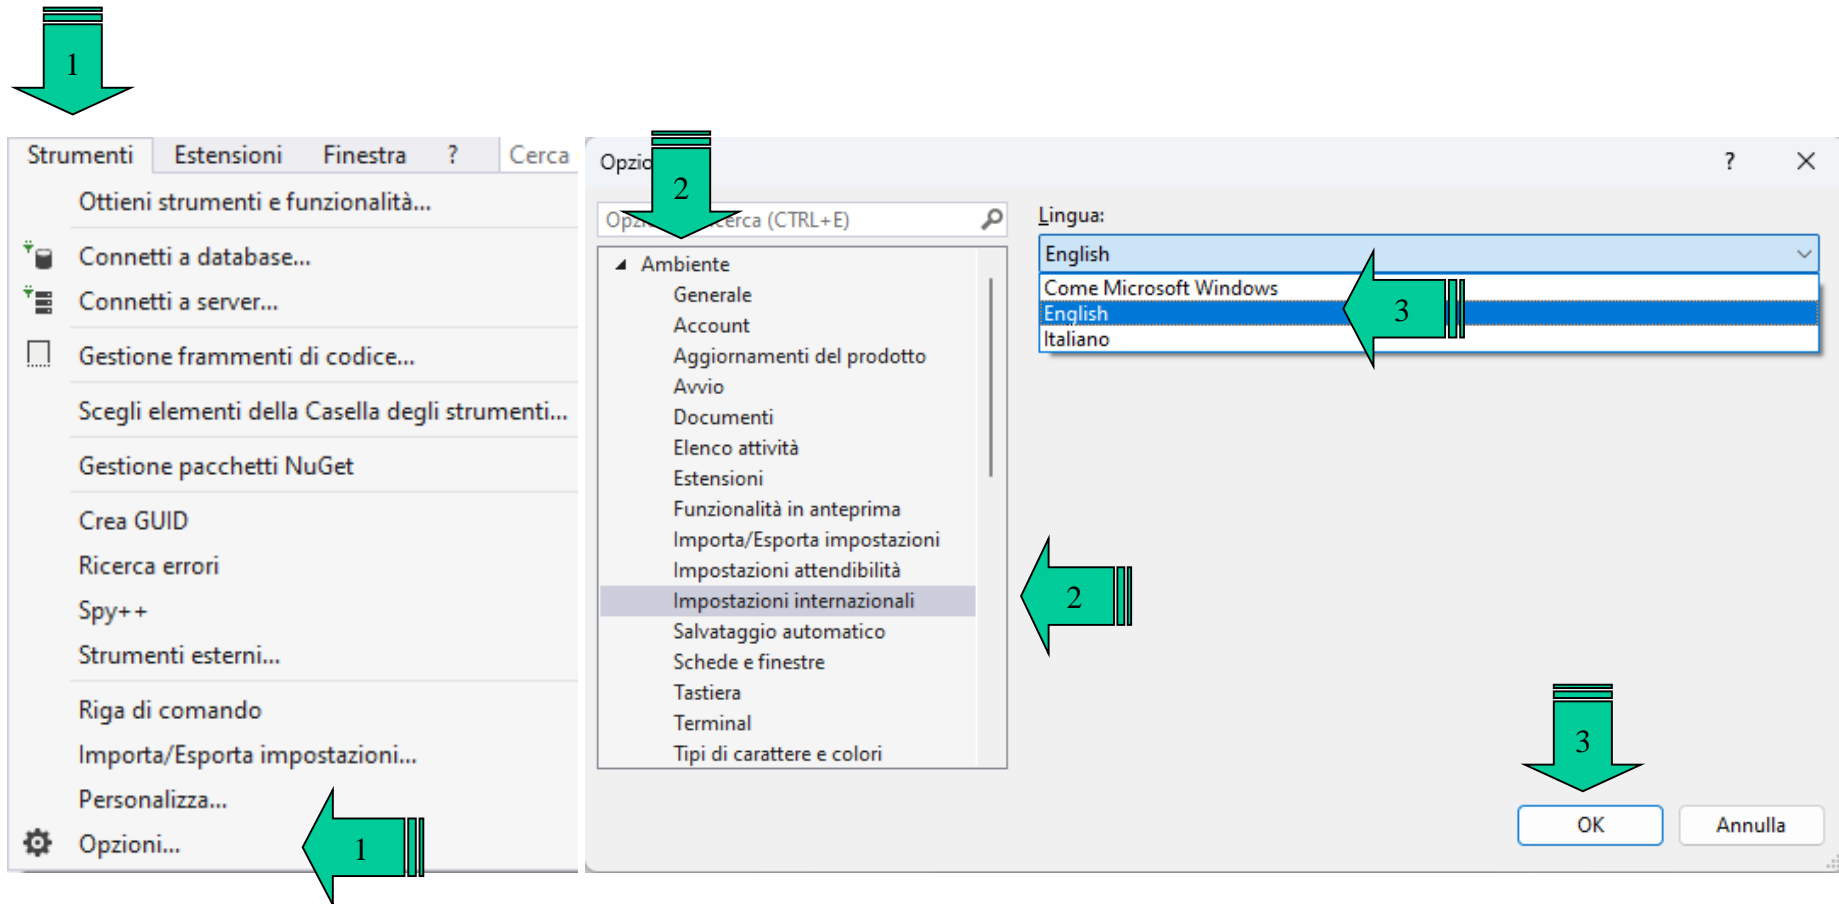 1
Strumenti Estensioni Finestra ? Cerca
Ottieni strumenti e funzionalità...
Connetti a database...
Connetti a server...
Gestione frammenti di codice...
Scegli elementi della Casella degli strumenti...
Gestione pacchetti NuGet
Crea GUID
Ricerca errori
Spy++
Strumenti esterni...
Riga di comando
Importa/Esporta impostazioni...
Personalizza...
Opzioni...
1
? 
2
(CTRL+E)
Ambiente
Generale
Account
Aggiornamenti del prodotto
Avvio
Documenti
Elenco attività
Estensioni
Funzionalità in anteprima
Importa/Esporta impostazioni
Impostazioni attendibilità
Impostazioni internazionali
Salvataggio automatico
Schede e finestre
Tastiera
Terminal
Tipi di carattere e colori
2
Lingua:
English
Come Microsoft Windows
English
Italiano
3
3
OK Annulla